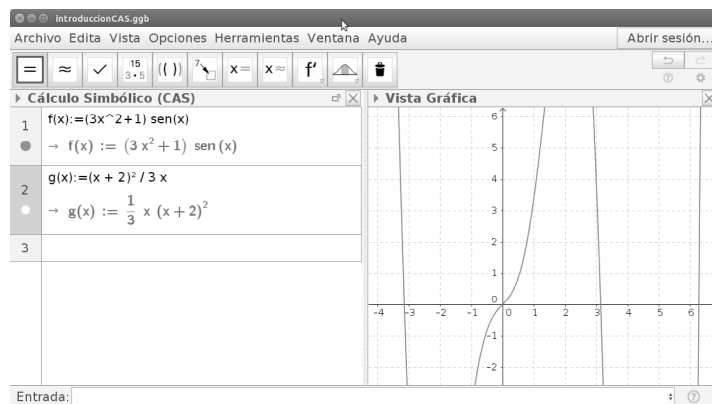 introduccionCAS.ggb
Archivo Edita Vista Opciones Herramientas Ventana Ayuda
Abrir sesión...
= ≈ ✓ 15 3•5 (( )) 7 x= x≈ f'
Cálculo Simbólico (CAS)
1
f(x):=(3x^2+1) sen(x)
→ f(x) := (3 x² + 1) sen (x)
2
g(x):=(x + 2)² / 3 x
→ g(x) := 1/3 x (x + 2)²
3
Vista Gráfica
6
5
4
3
2
1
0
-4 -3 -2 -1 0 1 2 3 4 5 6
-1
-2
Entrada: